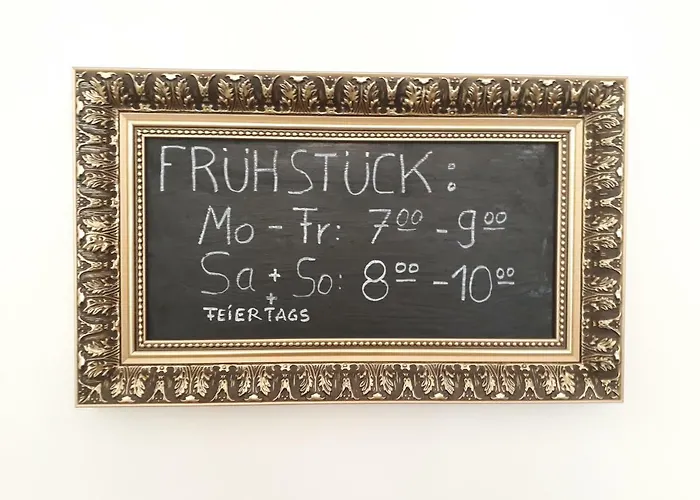 FRÜHSTÜCK:
Mo - Fr: 7⁰⁰ - 9⁰⁰
Sa + So: 8⁰⁰ - 10⁰⁰
+
FEIERTAGS